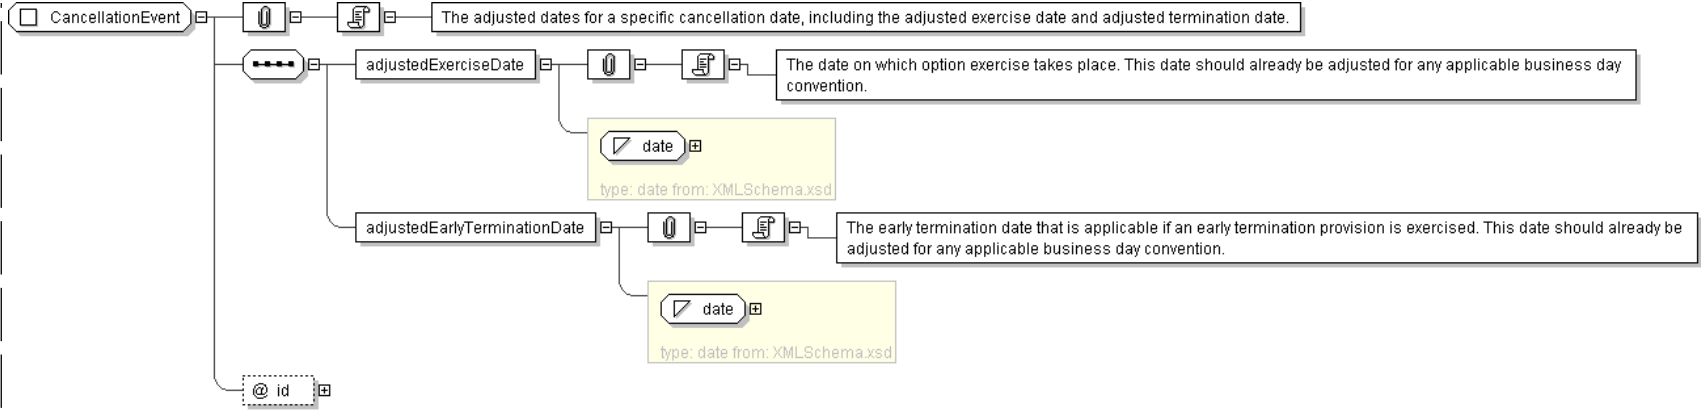 CancellationEvent
The adjusted dates for a specific cancellation date, including the adjusted exercise date and adjusted termination date.
adjustedExerciseDate
The date on which option exercise takes place. This date should already be adjusted for any applicable business day
convention.
date
type: date from: XMLSchema.xsd
adjustedEarlyTerminationDate
The early termination date that is applicable if an early termination provision is exercised. This date should already be
adjusted for any applicable business day convention.
date
type: date from: XMLSchema.xsd
@ id